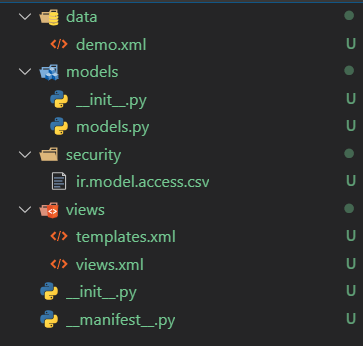 data
demo.xml U
models
__init__.py U
models.py U
security
ir.model.access.csv U
views
templates.xml U
views.xml U
__init__.py U
__manifest__.py U